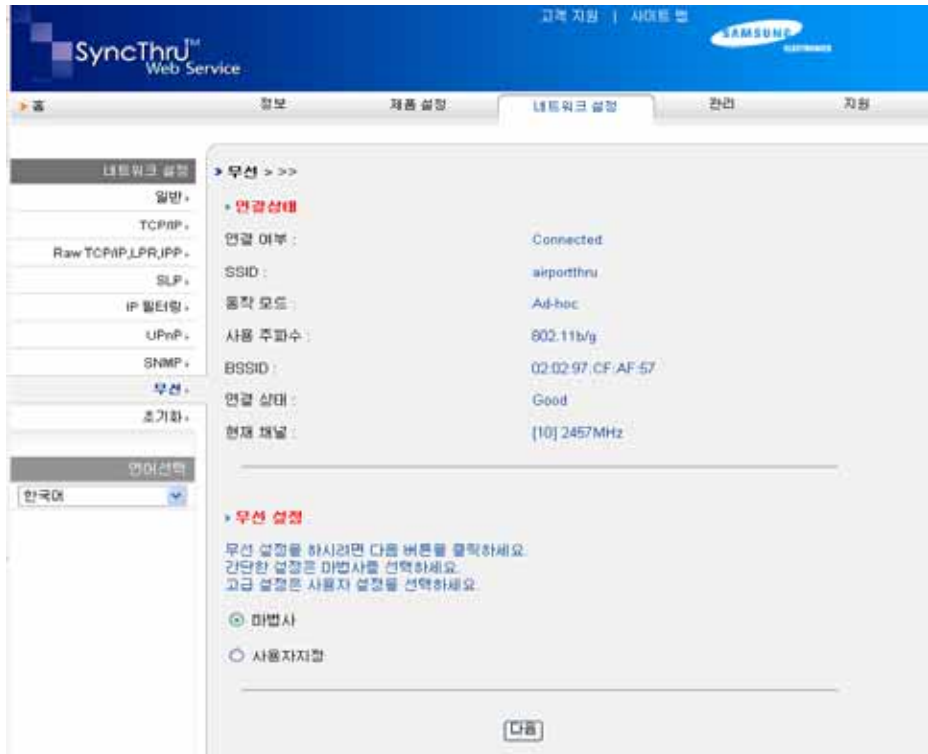 고객 지원 | 사이트 맵
SAMSUNG
ELECTRONICS
SyncThru™
Web Service
홈 정보 제품 설정 네트워크 설정 관리 지원
네트워크 설정
일반
TCP/IP
Raw TCP/IP,LPR,IPP
SLP
IP 필터링
UPnP
SNMP
무선
초기화
언어선택
한국어
무선 > >>
연결상태
연결 여부 : Connected
SSID : airportthru
동작 모드 : Ad-hoc
사용 주파수 : 802.11b/g
BSSID : 02:02:97:CF:AF:57
연결 상태 : Good
현재 채널 : [10] 2457MHz
무선 설정
무선 설정을 하시려면 다음 버튼을 클릭하세요.
간단한 설정은 마법사를 선택하세요.
고급 설정은 사용자 설정을 선택하세요.
마법사
사용자지정
다음